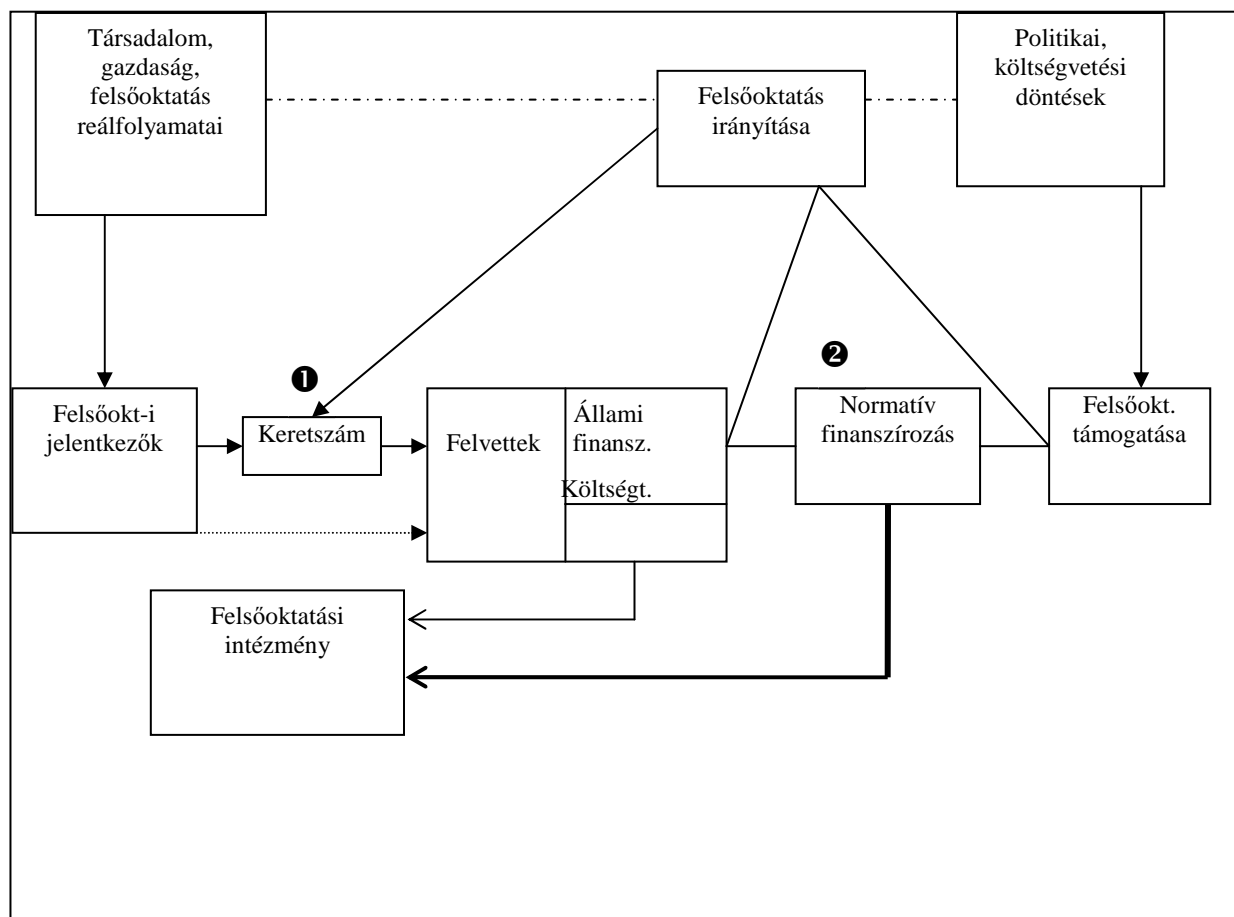 Társadalom,
gazdaság,
felsőoktatás
reálfolyamatai
Felsőoktatás
irányítása
Politikai,
költségvetési
döntések
❶
❷
Felsőokt-i
jelentkezők
Keretszám
Felvettek
Állami
finansz.
Költségt.
Normatív
finanszírozás
Felsőokt.
támogatása
Felsőoktatási
intézmény